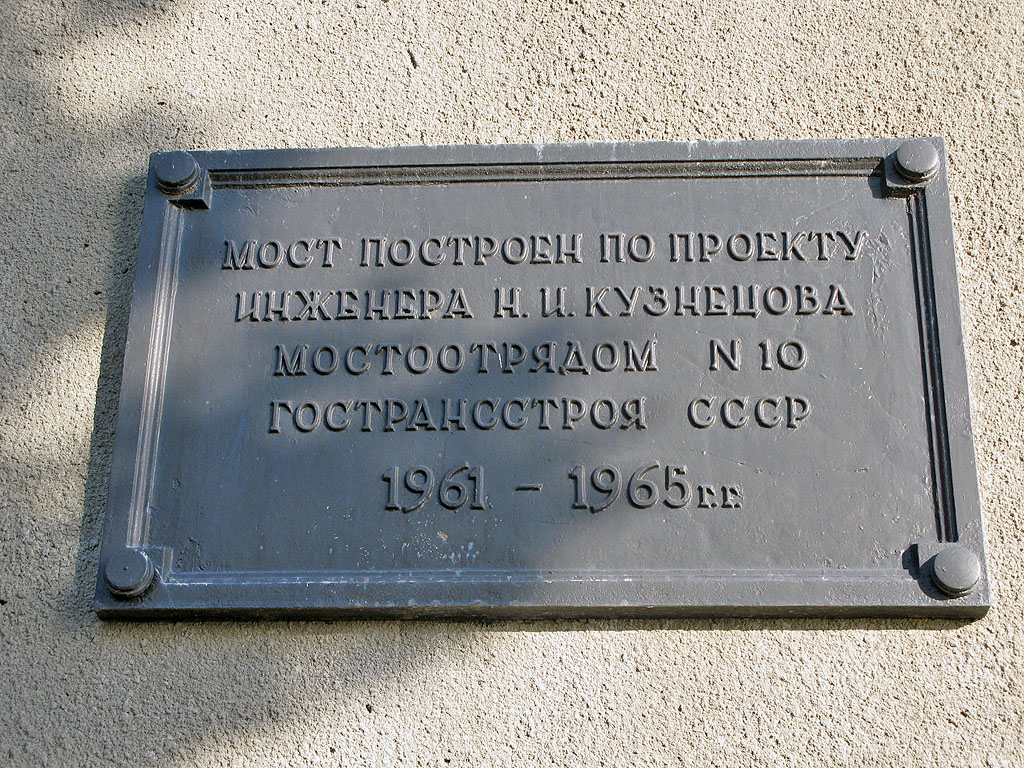 МОСТ ПОСТРОЕН ПО ПРОЕКТУ
ИНЖЕНЕРА Н. И. КУЗНЕЦОВА
МОСТООТРЯДОМ N 10
ГОСТРАНССТРОЯ СССР
1961 - 1965 г.г.